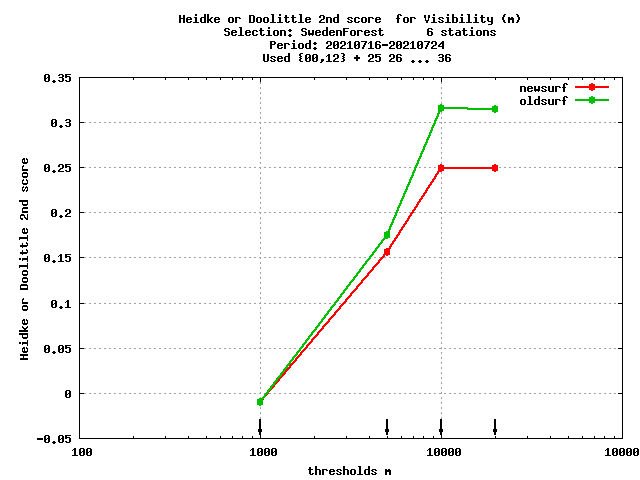 Heidke or Doolittle 2nd score  for Visibility (m)
Selection: SwedenForest      6 stations
Period: 20210716-20210724
Used {00,12} + 25 26 ... 36
newsurf
oldsurf
0.35
0.3
0.25
0.2
0.15
0.1
0.05
0
-0.05
Heidke or Doolittle 2nd score
100 1000 10000 10000
thresholds m